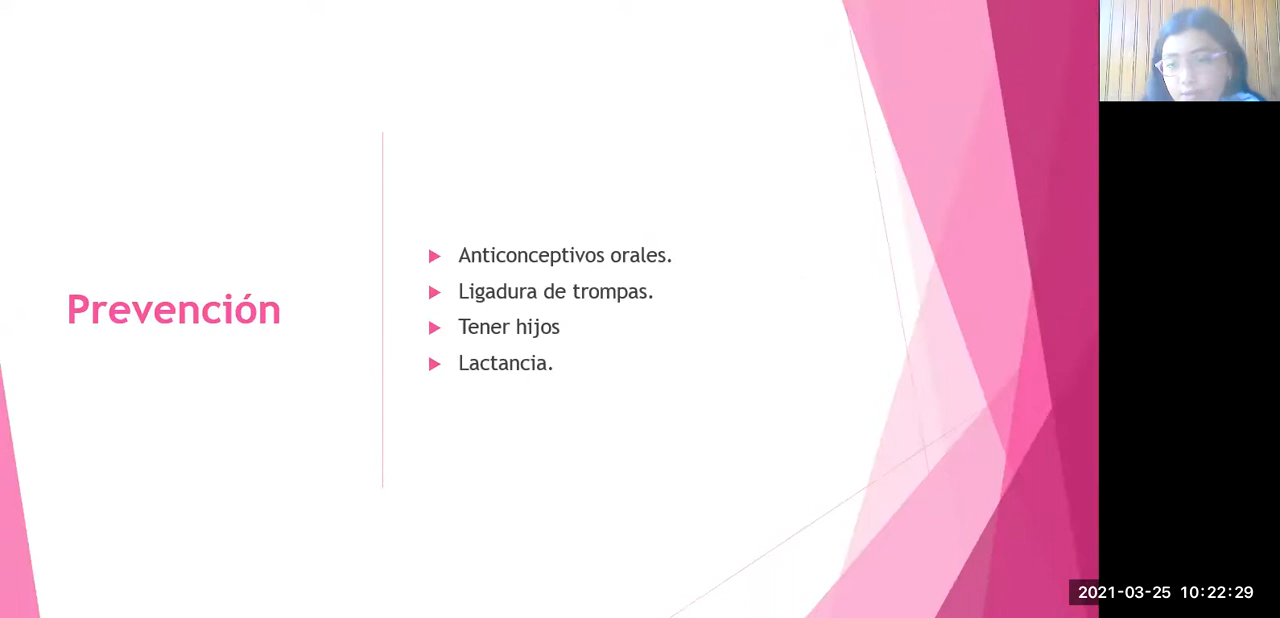 Prevención
Anticonceptivos orales.
Ligadura de trompas.
Tener hijos
Lactancia.
2021-03-25 10:22:29